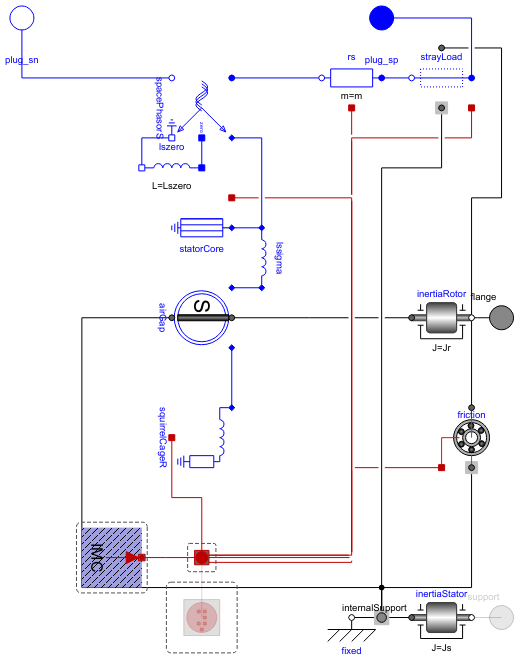 plug_sn
rs
plug_sp
strayLoad
m=m
spacePhasorS
zero
lszero
L=Lszero
statorCore
lssigma
airGap
S
inertiaRotor
flange
J=Jr
squirrelCageR
friction
IMC
internalSupport
inertiaStator
support
fixed
J=Js